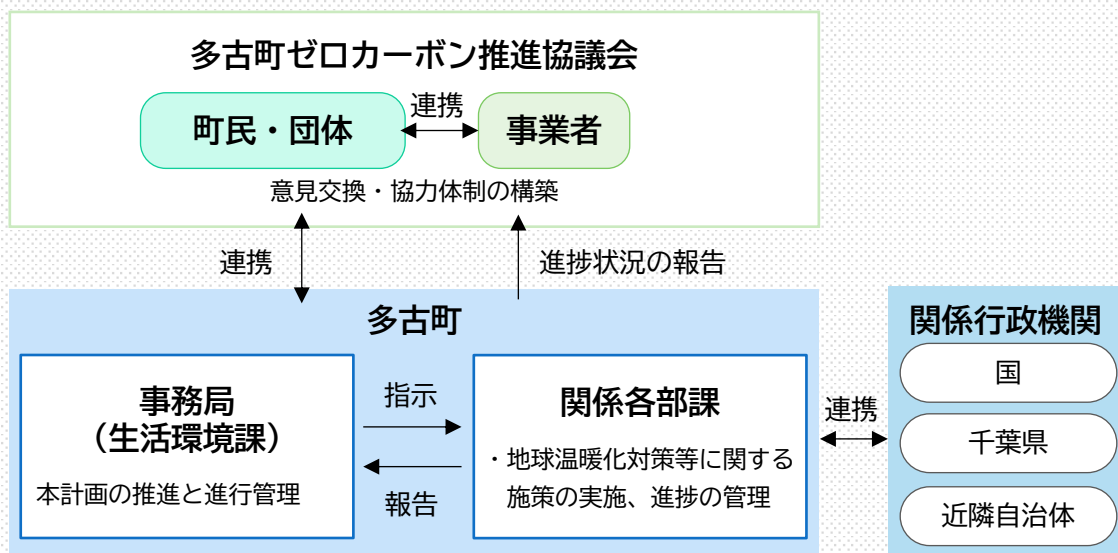 多古町ゼロカーボン推進協議会
連携
町民・団体
事業者
意見交換・協力体制の構築
連携
進捗状況の報告
多古町
事務局
（生活環境課）
本計画の推進と進行管理
指示
報告
関係各部課
・地球温暖化対策等に関する
施策の実施、進捗の管理
連携
関係行政機関
国
千葉県
近隣自治体